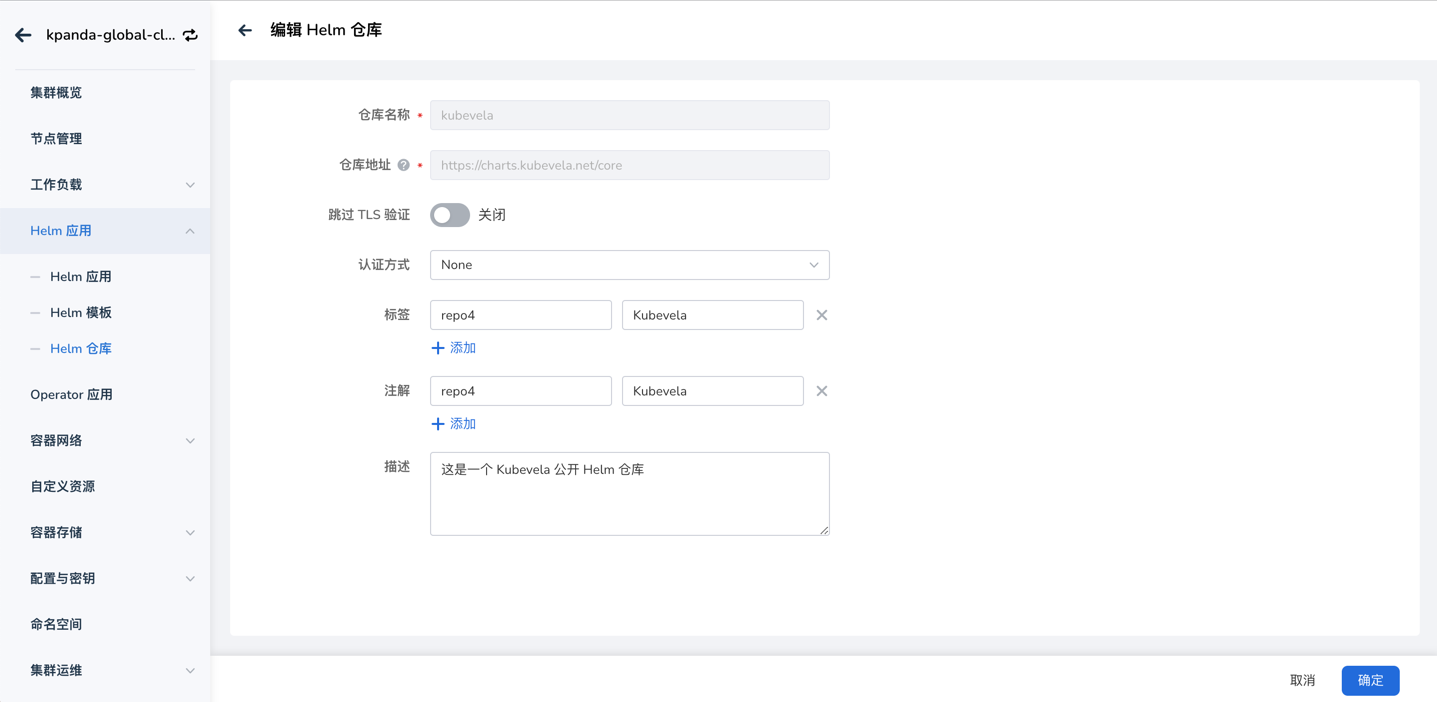 kpanda-global-cl...
集群概览
节点管理
工作负载
Helm 应用
Helm 应用
Helm 模板
Helm 仓库
Operator 应用
容器网络
自定义资源
容器存储
配置与密钥
命名空间
集群运维
编辑 Helm 仓库
仓库名称 * kubevela
仓库地址 ? * https://charts.kubevela.net/core
跳过 TLS 验证 关闭
认证方式 None
标签 repo4 Kubevela
+ 添加
注解 repo4 Kubevela
+ 添加
描述 这是一个 Kubevela 公开 Helm 仓库
取消 确定